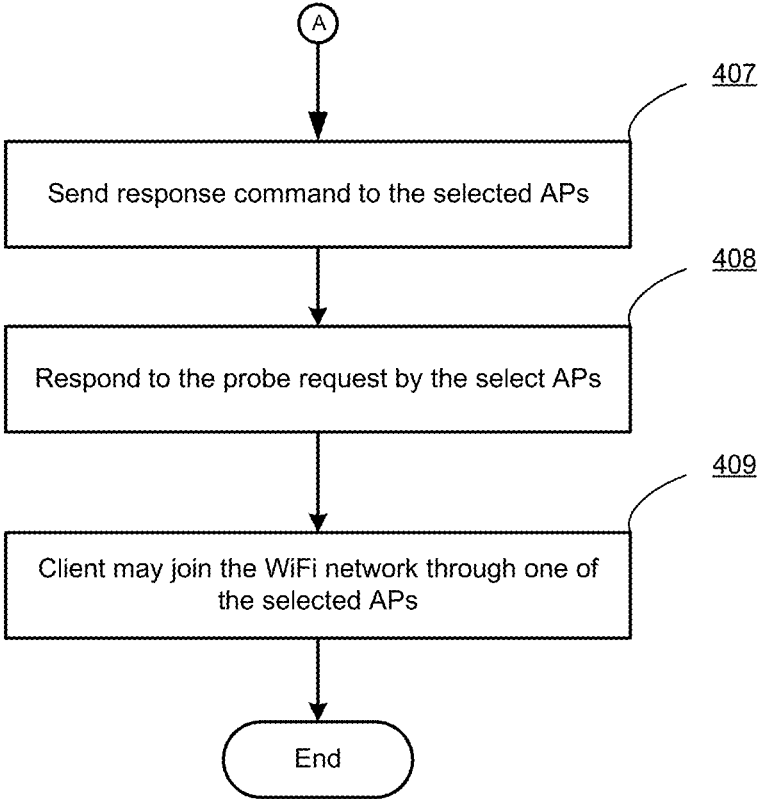 A
407
Send response command to the selected APs
408
Respond to the probe request by the select APs
409
Client may join the WiFi network through one of
the selected APs
End